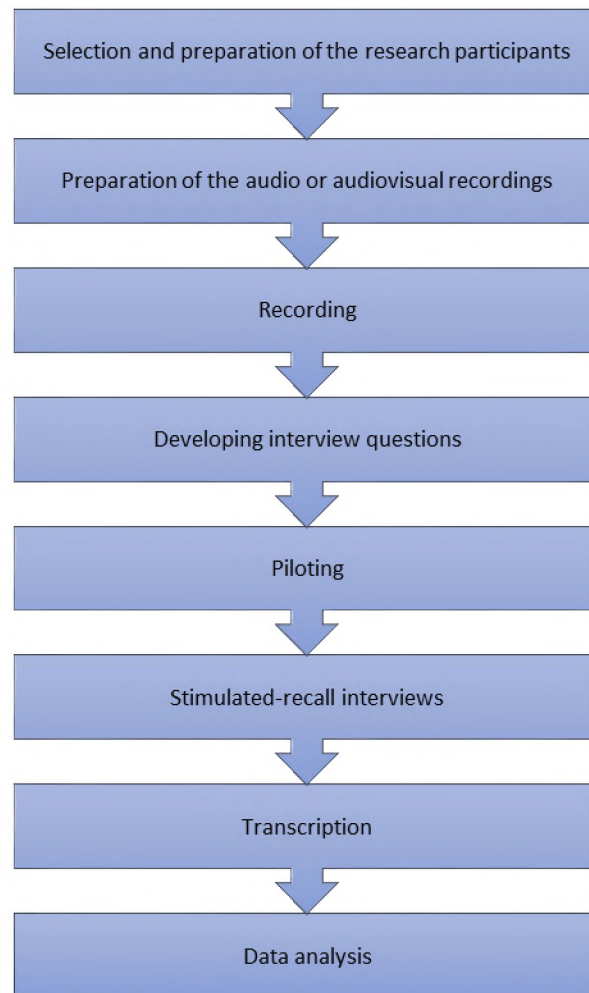 Selection and preparation of the research participants
Preparation of the audio or audiovisual recordings
Recording
Developing interview questions
Piloting
Stimulated-recall interviews
Transcription
Data analysis